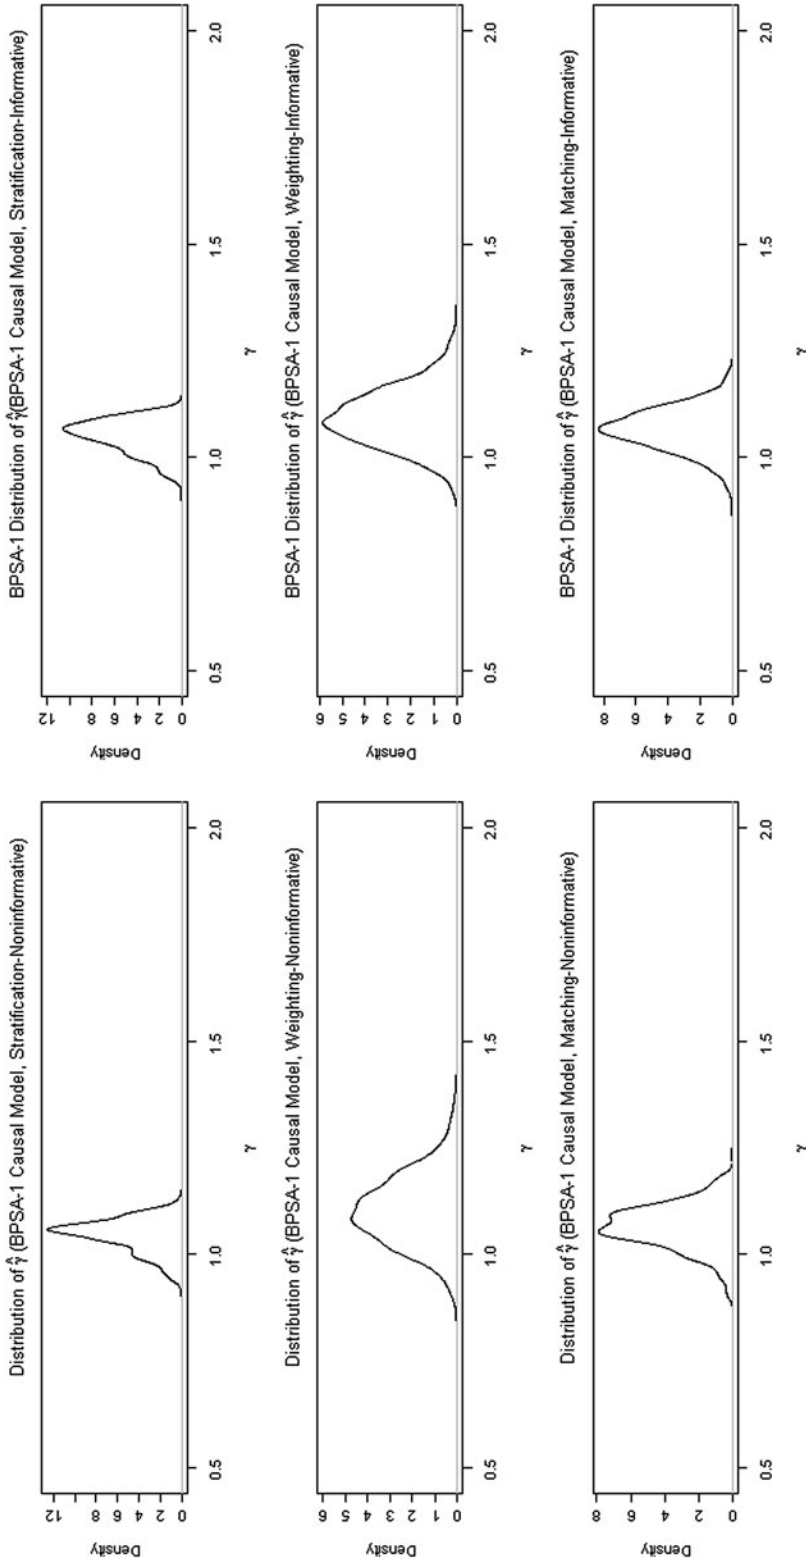 Distribution of γ̂ (BPSA-1 Causal Model, Stratification-Noninformative)
Density
12
8
6
4
2
0
0.5 1.0 1.5 2.0
γ
BPSA-1 Distribution of γ̂(BPSA-1 Causal Model, Stratification-Informative)
Density
12
8
6
4
2
0
0.5 1.0 1.5 2.0
γ
Distribution of γ̂ (BPSA-1 Causal Model, Weighting-Noninformative)
Density
6
5
4
3
2
1
0
0.5 1.0 1.5 2.0
γ
BPSA-1 Distribution of γ̂ (BPSA-1 Causal Model, Weighting-Informative)
Density
6
5
4
3
2
1
0
0.5 1.0 1.5 2.0
γ
Distribution of γ̂ (BPSA-1 Causal Model, Matching-Noninformative)
Density
8
6
4
2
0
0.5 1.0 1.5 2.0
γ
BPSA-1 Distribution of γ̂ (BPSA-1 Causal Model, Matching-Informative)
Density
8
6
4
2
0
0.5 1.0 1.5 2.0
γ